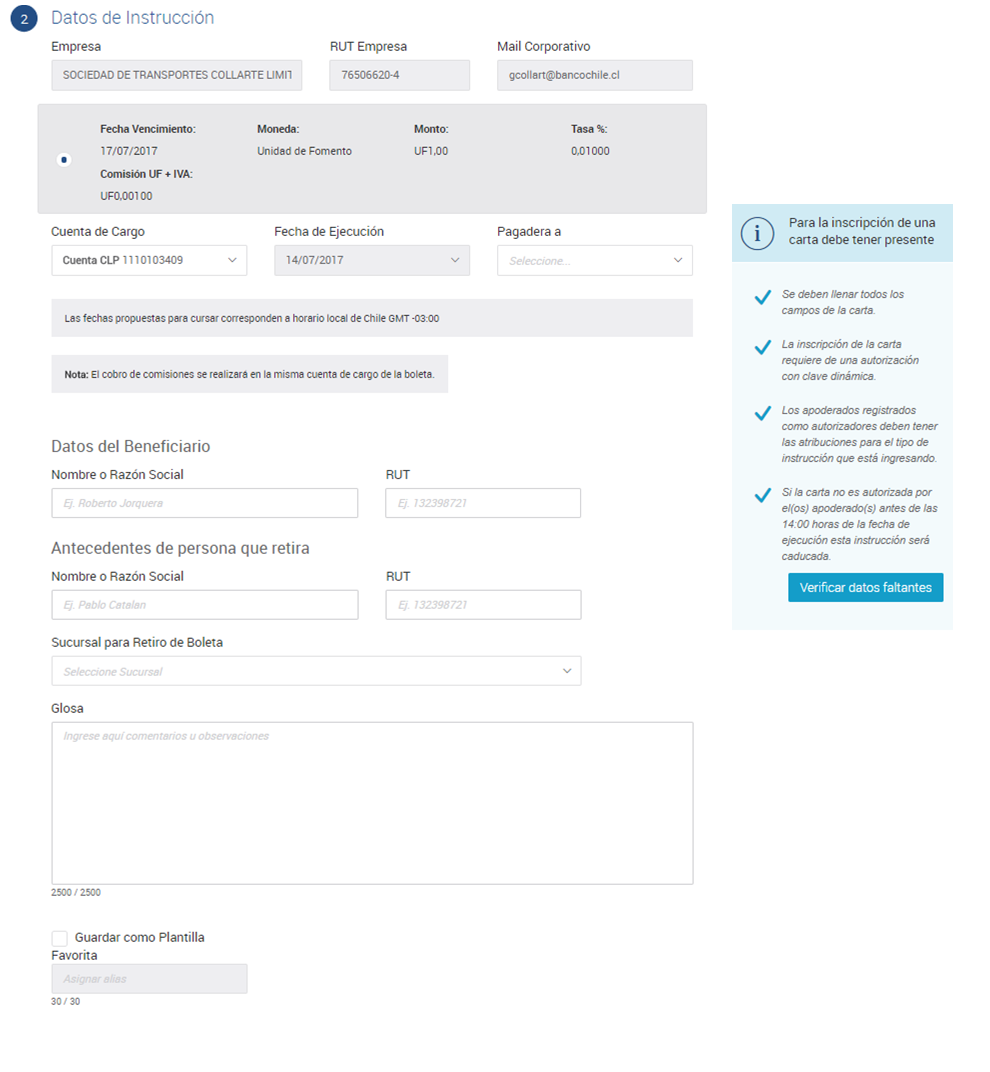 2 Datos de Instrucción
Empresa RUT Empresa Mail Corporativo
SOCIEDAD DE TRANSPORTES COLLARTE LIMIT 76506620-4 gcollart@bancochile.cl
Fecha Vencimiento: Moneda: Monto: Tasa %:
17/07/2017 Unidad de Fomento UF1,00 0,01000
Comisión UF + IVA:
UF0,00100
Cuenta de Cargo Fecha de Ejecución Pagadera a
Cuenta CLP 1110103409 14/07/2017 Seleccione...
Las fechas propuestas para cursar corresponden a horario local de Chile GMT -03:00
Nota: El cobro de comisiones se realizará en la misma cuenta de cargo de la boleta.
Datos del Beneficiario
Nombre o Razón Social RUT
Ej. Roberto Jorquera Ej. 132398721
Antecedentes de persona que retira
Nombre o Razón Social RUT
Ej. Pablo Catalan Ej. 132398721
Sucursal para Retiro de Boleta
Seleccione Sucursal
Glosa
Ingrese aquí comentarios u observaciones
2500 / 2500
Guardar como Plantilla
Favorita
Asignar alias
30 / 30
i Para la inscripción de una
carta debe tener presente
Se deben llenar todos los
campos de la carta.
La inscripción de la carta
requiere de una autorización
con clave dinámica.
Los apoderados registrados
como autorizadores deben tener
las atribuciones para el tipo de
instrucción que está ingresando.
Si la carta no es autorizada por
el(os) apoderado(s) antes de las
14:00 horas de la fecha de
ejecución esta instrucción será
caducada.
Verificar datos faltantes